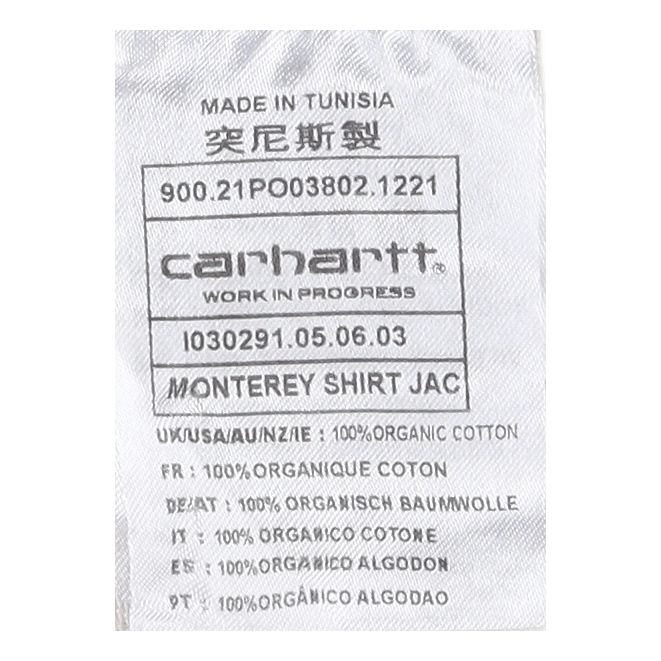 MADE IN TUNISIA
突尼斯製
900.21PO03802.1221
carhartt®
WORK IN PROGRESS
I030291.05.06.03
MONTEREY SHIRT JAC
UK/USA/AU/NZ/IE : 100%ORGANIC COTTON
FR : 100%ORGANIQUE COTON
DE/AT : 100% ORGANISCH BAUMWOLLE
IT : 100% ORGANICO COTONE
ES : 100%ORGANICO ALGODON
PT : 100%ORGÂNICO ALGODAO